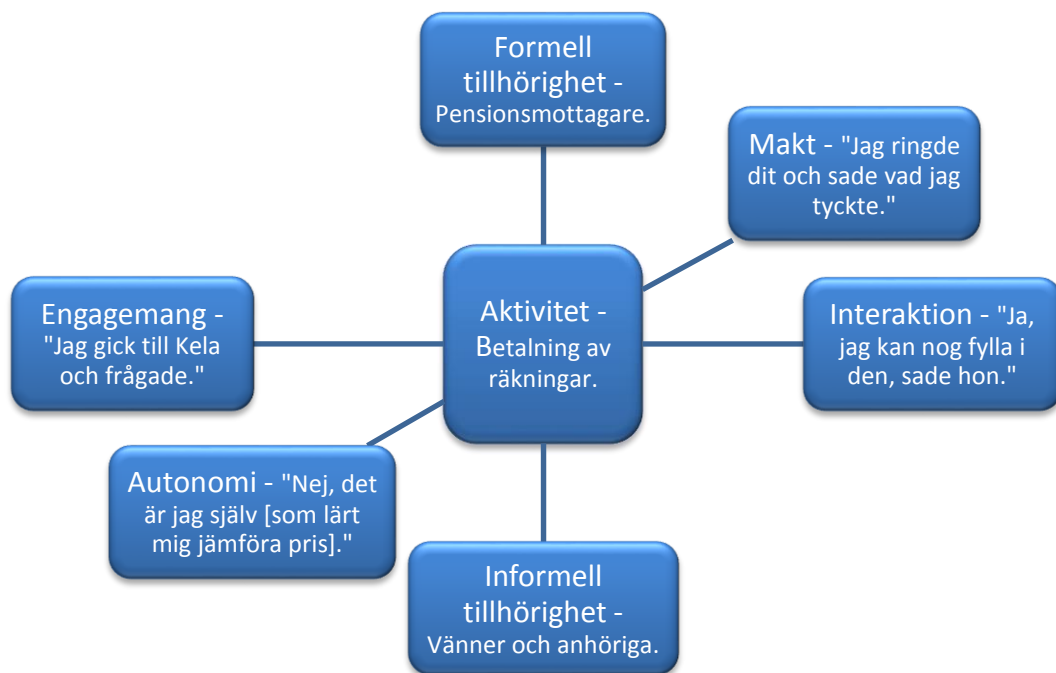 Formell
tillhörighet -
Pensionsmottagare.
Makt - "Jag ringde
dit och sade vad jag
tyckte."
Engagemang -
"Jag gick till Kela
och frågade."
Aktivitet -
Betalning av
räkningar.
Interaktion - "Ja,
jag kan nog fylla i
den, sade hon."
Autonomi - "Nej, det
är jag själv [som lärt
mig jämföra pris]."
Informell
tillhörighet -
Vänner och anhöriga.